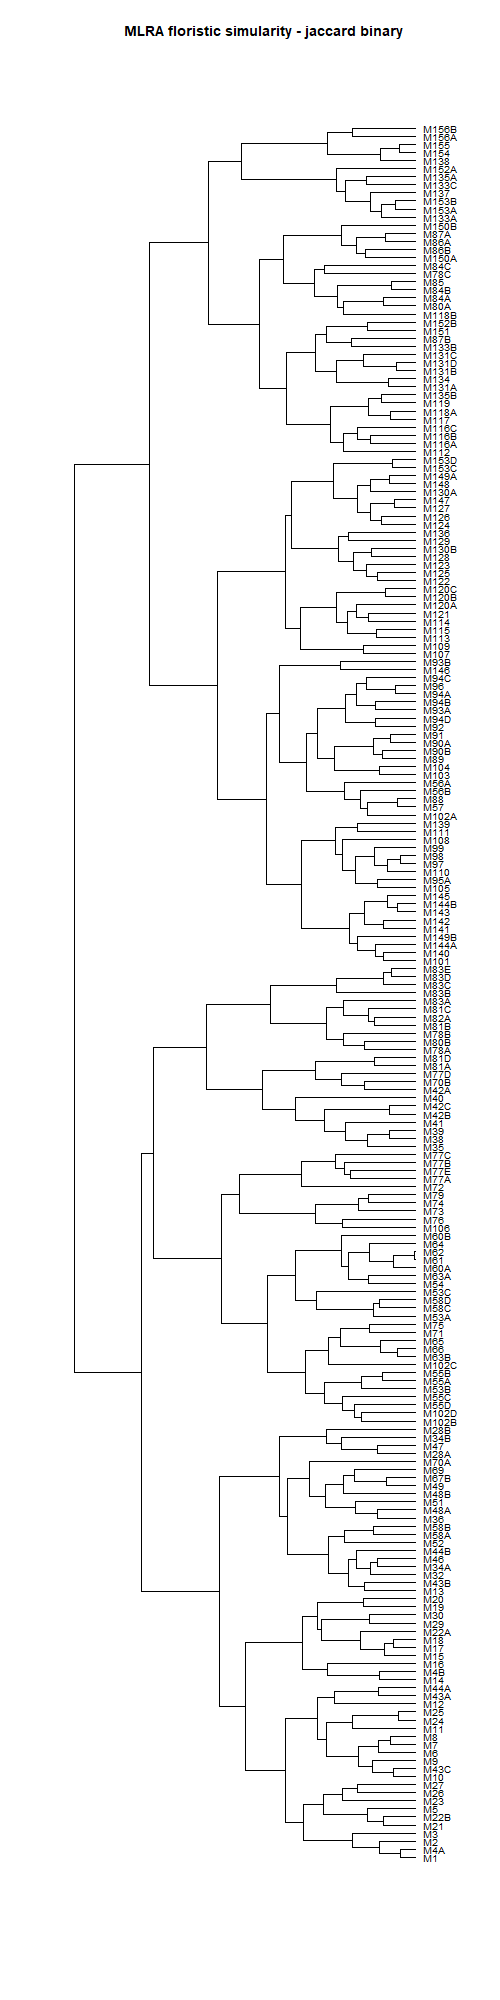 MLRA floristic simularity - jaccard binary
M156B
M156A
M155
M154
M138
M152A
M135A
M133C
M137
M153B
M153A
M133A
M150B
M87A
M86A
M86B
M150A
M84C
M78C
M85
M84B
M84A
M80A
M118B
M152B
M151
M87B
M133B
M131C
M131D
M131B
M134
M131A
M135B
M119
M118A
M117
M116C
M116B
M116A
M112
M153D
M153C
M149A
M148
M130A
M147
M127
M126
M124
M136
M129
M130B
M128
M123
M125
M122
M120C
M120B
M120A
M121
M114
M115
M113
M109
M107
M93B
M146
M94C
M96
M94A
M94B
M93A
M94D
M92
M91
M90A
M90B
M89
M104
M103
M56A
M56B
M88
M57
M102A
M139
M111
M108
M99
M98
M97
M110
M95A
M105
M145
M144B
M143
M142
M141
M149B
M144A
M140
M101
M83E
M83D
M83C
M83B
M83A
M81C
M82A
M81B
M78B
M80B
M78A
M81D
M81A
M77D
M70B
M42A
M40
M42C
M42B
M41
M39
M38
M35
M77C
M77B
M77E
M77A
M72
M79
M74
M73
M76
M106
M60B
M64
M62
M61
M60A
M63A
M54
M53C
M58D
M58C
M53A
M75
M71
M65
M66
M63B
M102C
M55B
M55A
M53B
M55C
M55D
M102D
M102B
M28B
M34B
M47
M28A
M70A
M69
M67B
M49
M48B
M51
M48A
M36
M58B
M58A
M52
M44B
M46
M34A
M32
M43B
M13
M20
M19
M30
M29
M22A
M18
M17
M15
M16
M4B
M14
M44A
M43A
M12
M25
M24
M11
M8
M7
M6
M9
M43C
M10
M27
M26
M23
M5
M22B
M21
M3
M2
M4A
M1